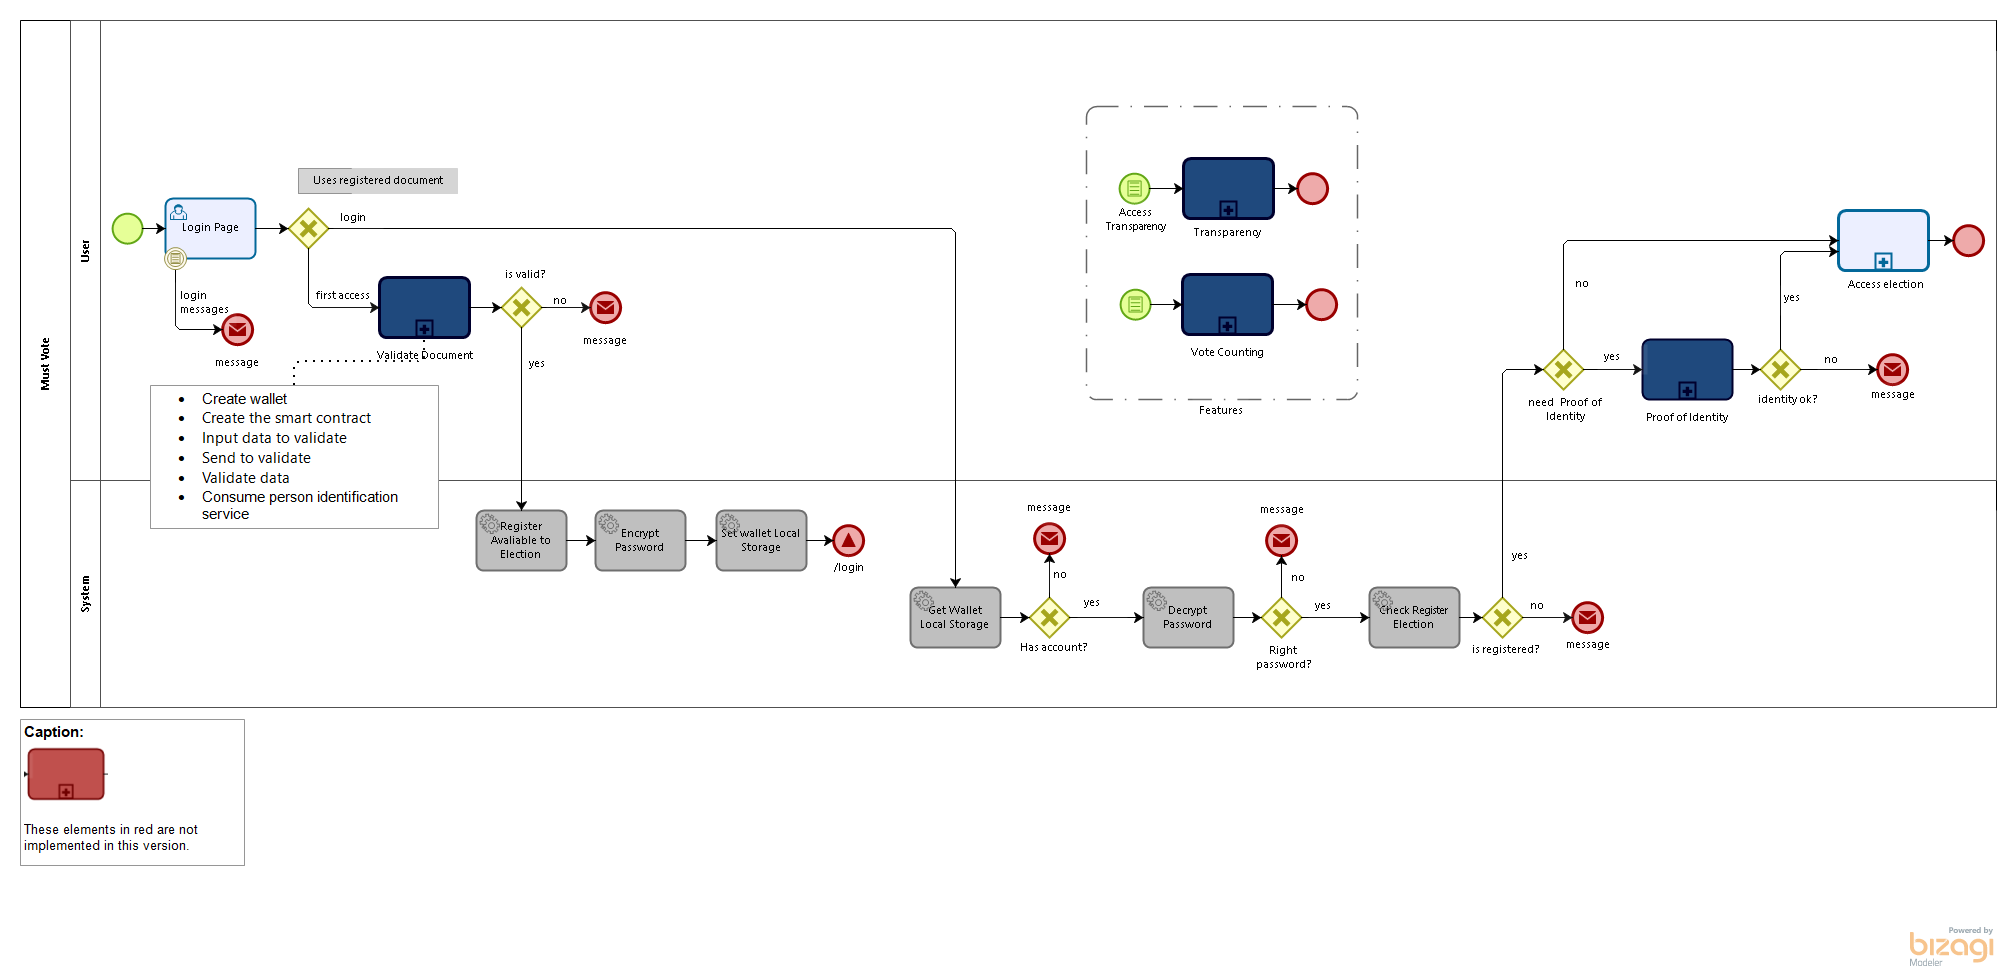 Must Vote
User
System
Uses registered document
Login Page
login
first access
login
messages
message
Validate Document
is valid?
no
message
yes
• Create wallet
• Create the smart contract
• Input data to validate
• Send to validate
• Validate data
• Consume person identification
service
Access
Transparency
Transparency
Vote Counting
Features
no
need Proof of
Identity
yes
Proof of Identity
yes
identity ok?
no
message
Access election
Register
Avaliable to
Election
Encrypt
Password
Set wallet Local
Storage
/login
Get Wallet
Local Storage
message
no
Has account?
yes
Decrypt
Password
message
no
Right
password?
yes
Check Register
Election
yes
is registered?
no
message
Caption:
These elements in red are not
implemented in this version.
Powered by
bizagi
Modeler